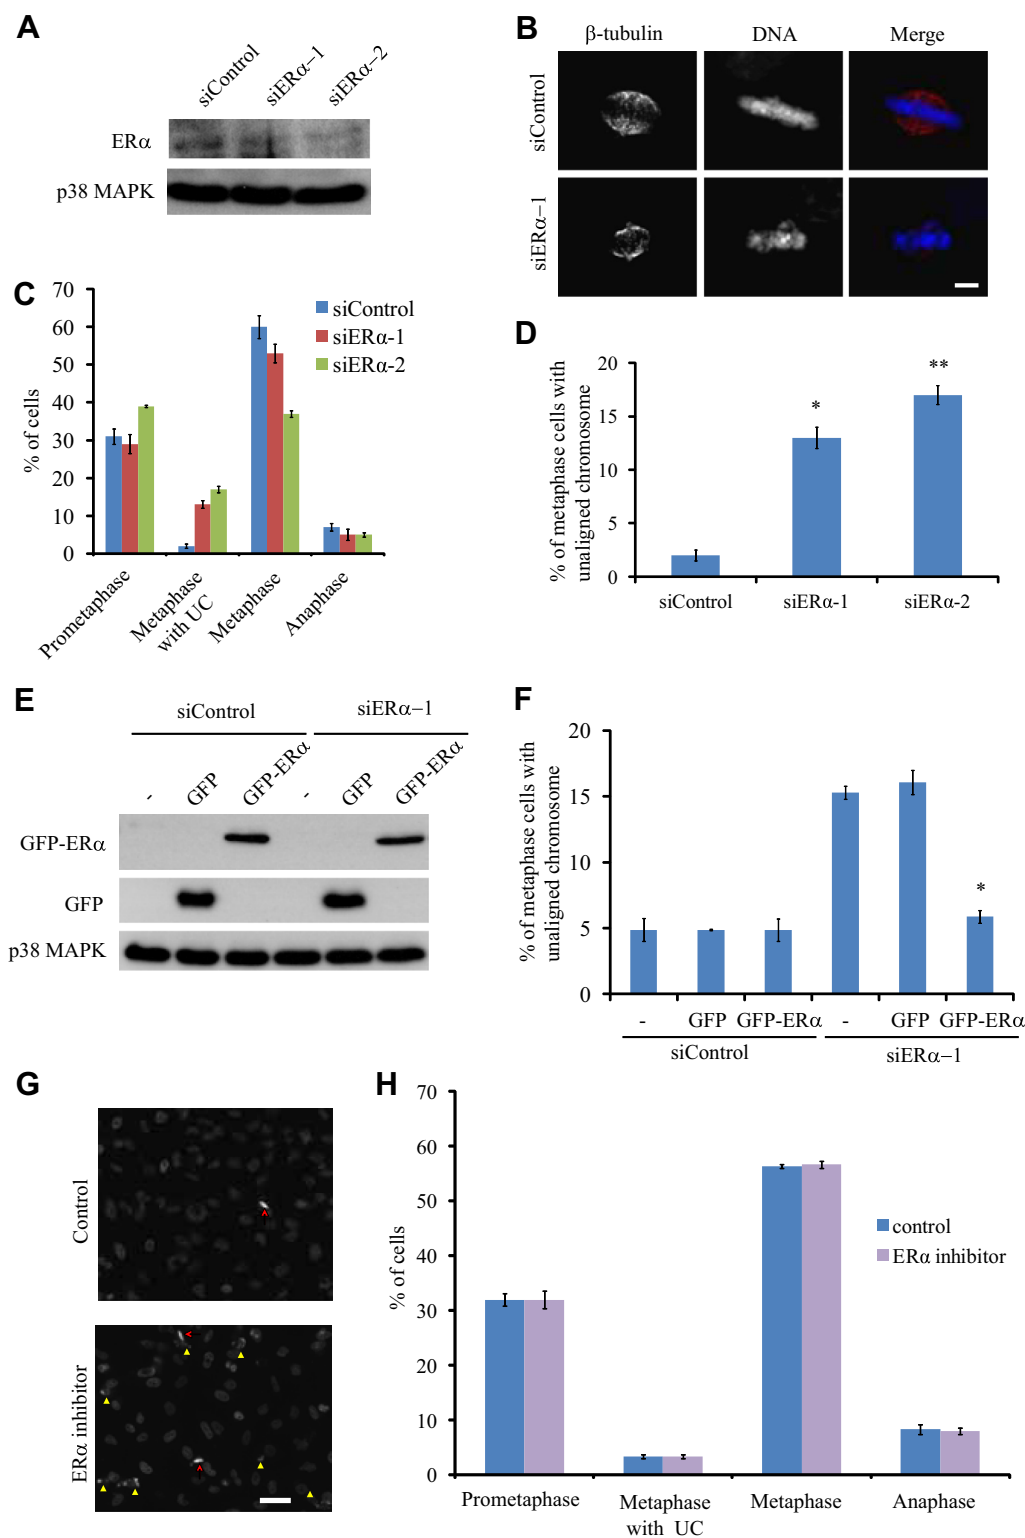 A
siControl
siERα−1
siERα−2
ERα
p38 MAPK
B
β-tubulin
DNA
Merge
siControl
siERα−1
C
% of cells
70
60
50
40
30
20
10
0
siControl
siERα-1
siERα-2
Prometaphase
Metaphase
with UC
Metaphase
Anaphase
D
% of metaphase cells with
unaligned chromosome
20
15
10
5
0
*
**
siControl
siERα-1
siERα-2
E
siControl
siERα−1
-
GFP
GFP-ERα
-
GFP
GFP-ERα
GFP-ERα
GFP
p38 MAPK
F
% of metaphase cells with
unaligned chromosome
20
15
10
5
0
*
-
GFP
GFP-ERα
-
GFP
GFP-ERα
siControl
siERα−1
G
Control
ERα inhibitor
H
% of cells
70
60
50
40
30
20
10
0
control
ERα inhibitor
Prometaphase
Metaphase
with UC
Metaphase
Anaphase